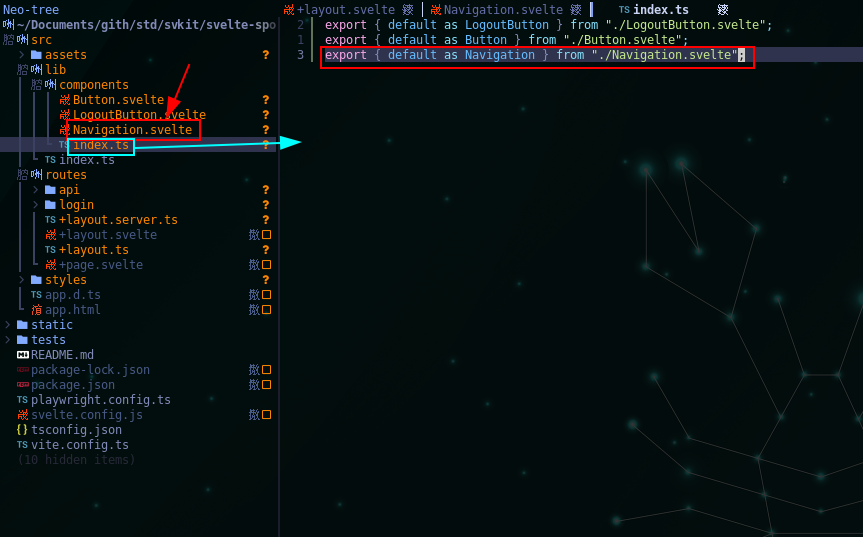 Neo-tree
~/Documents/gith/std/svkit/svelte-spo
src
assets ?
lib
components
Button.svelte ?
LogoutButton.svelte ?
Navigation.svelte ?
TS index.ts ?
TS index.ts
routes
api ?
login ?
TS +layout.server.ts ?
+layout.svelte
TS +layout.ts ?
+page.svelte
styles ?
TS app.d.ts
app.html
static
tests
README.md
package-lock.json
package.json
TS playwright.config.ts
svelte.config.js
{} tsconfig.json
TS vite.config.ts
(10 hidden items)
+layout.svelte Navigation.svelte TS index.ts
2 export { default as LogoutButton } from "./LogoutButton.svelte";
1 export { default as Button } from "./Button.svelte";
3 export { default as Navigation } from "./Navigation.svelte";